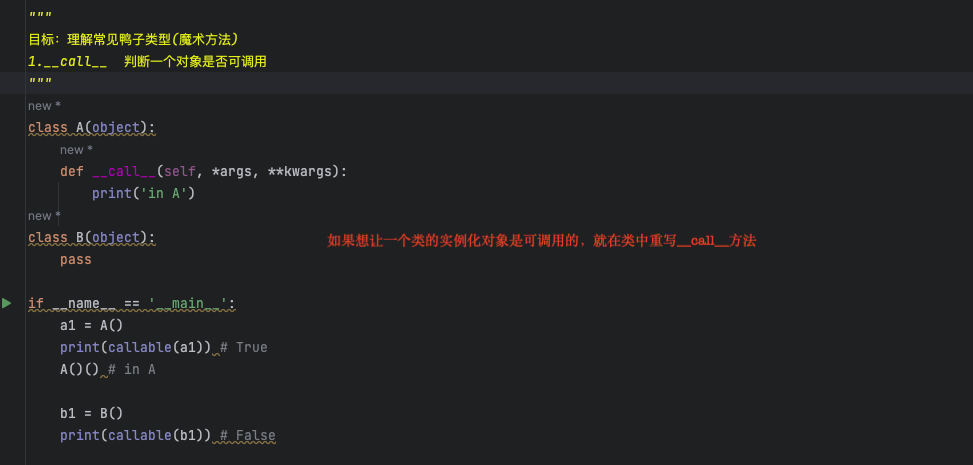 """
目标：理解常见鸭子类型(魔术方法)
1.__call__  判断一个对象是否可调用
"""
new *
class A(object):
new *
    def __call__(self, *args, **kwargs):
        print('in A')
new *
class B(object):
如果想让一个类的实例化对象是可调用的，就在类中重写__call__方法
    pass
if __name__ == '__main__':
    a1 = A()
    print(callable(a1)) # True
    A()() # in A
    b1 = B()
    print(callable(b1)) # False